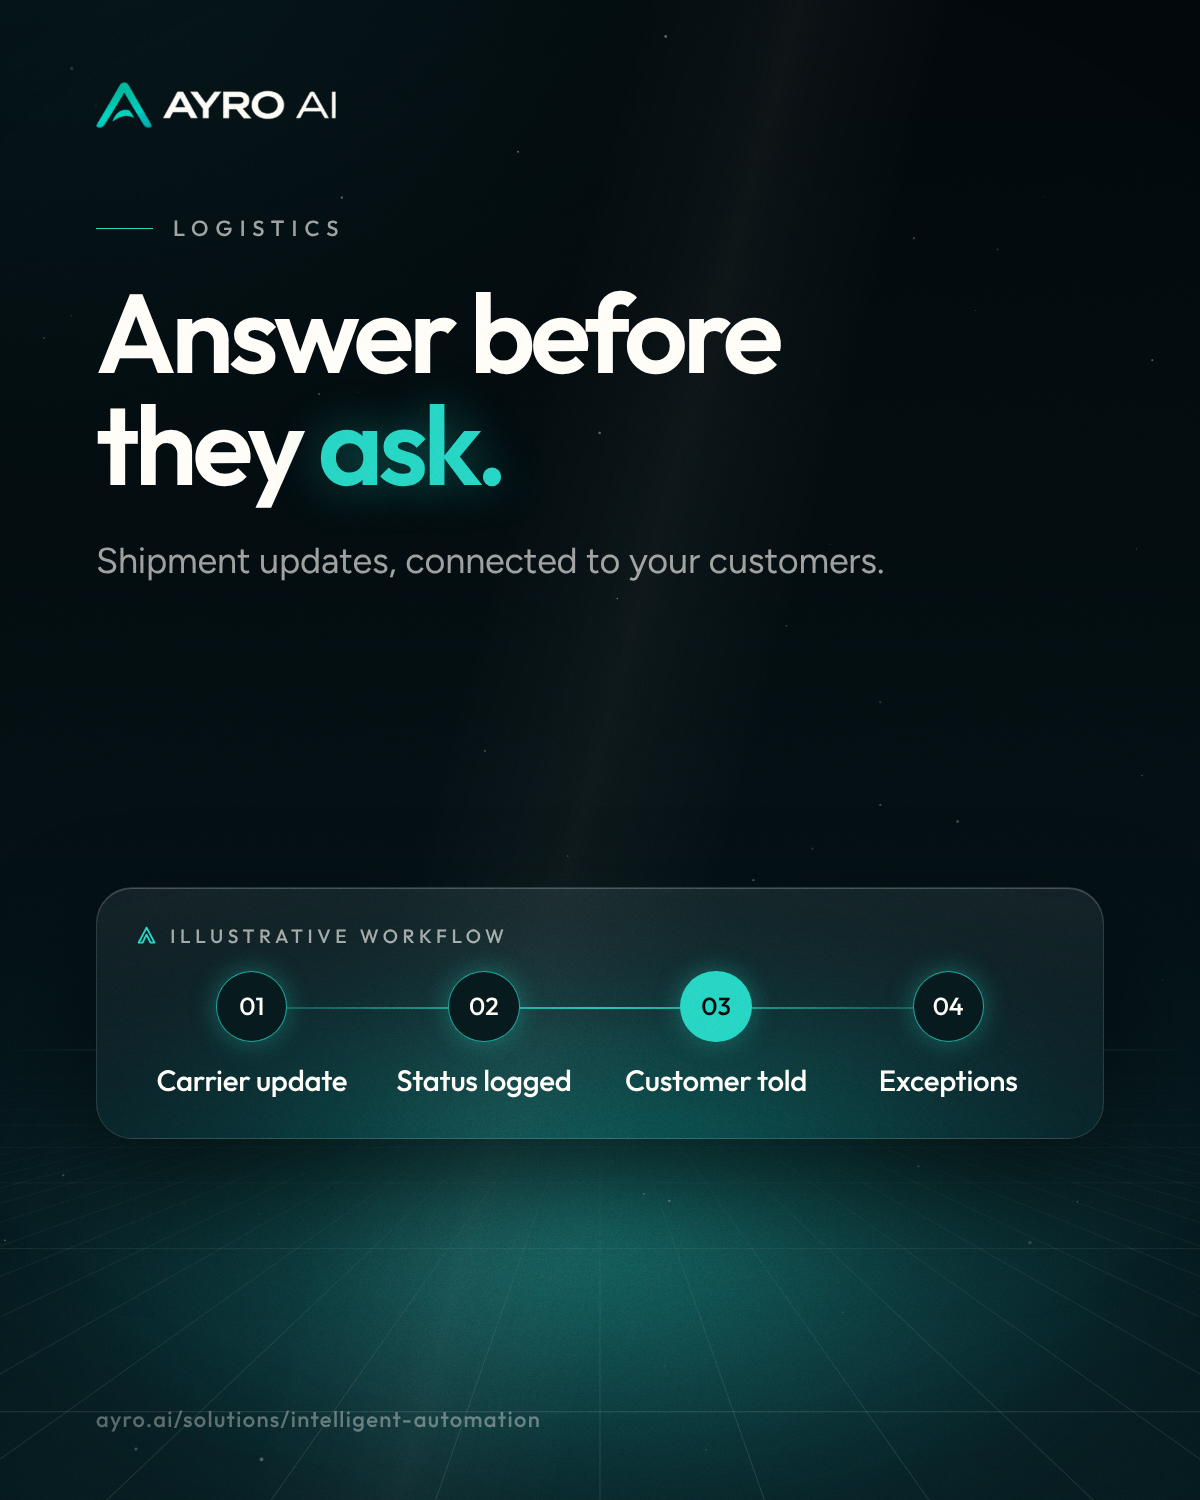 AYRO AI
LOGISTICS
Answer before
they ask.
Shipment updates, connected to your customers.
ILLUSTRATIVE WORKFLOW
01 02 03 04
Carrier update Status logged Customer told Exceptions
ayro.ai/solutions/intelligent-automation